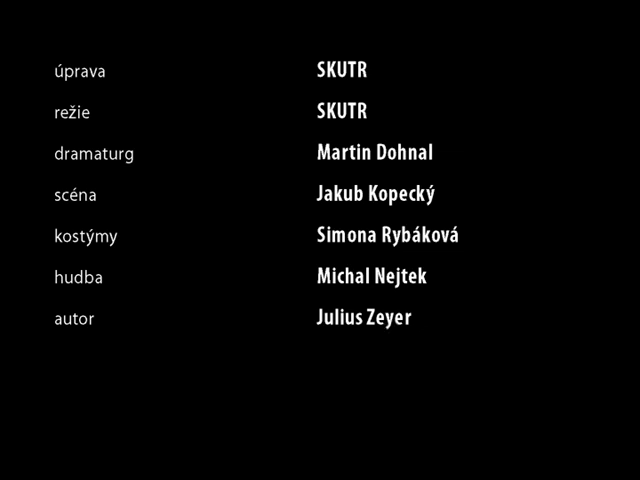 úprava SKUTR
režie SKUTR
dramaturg Martin Dohnal
scéna Jakub Kopecký
kostýmy Simona Rybáková
hudba Michal Nejtek
autor Julius Zeyer